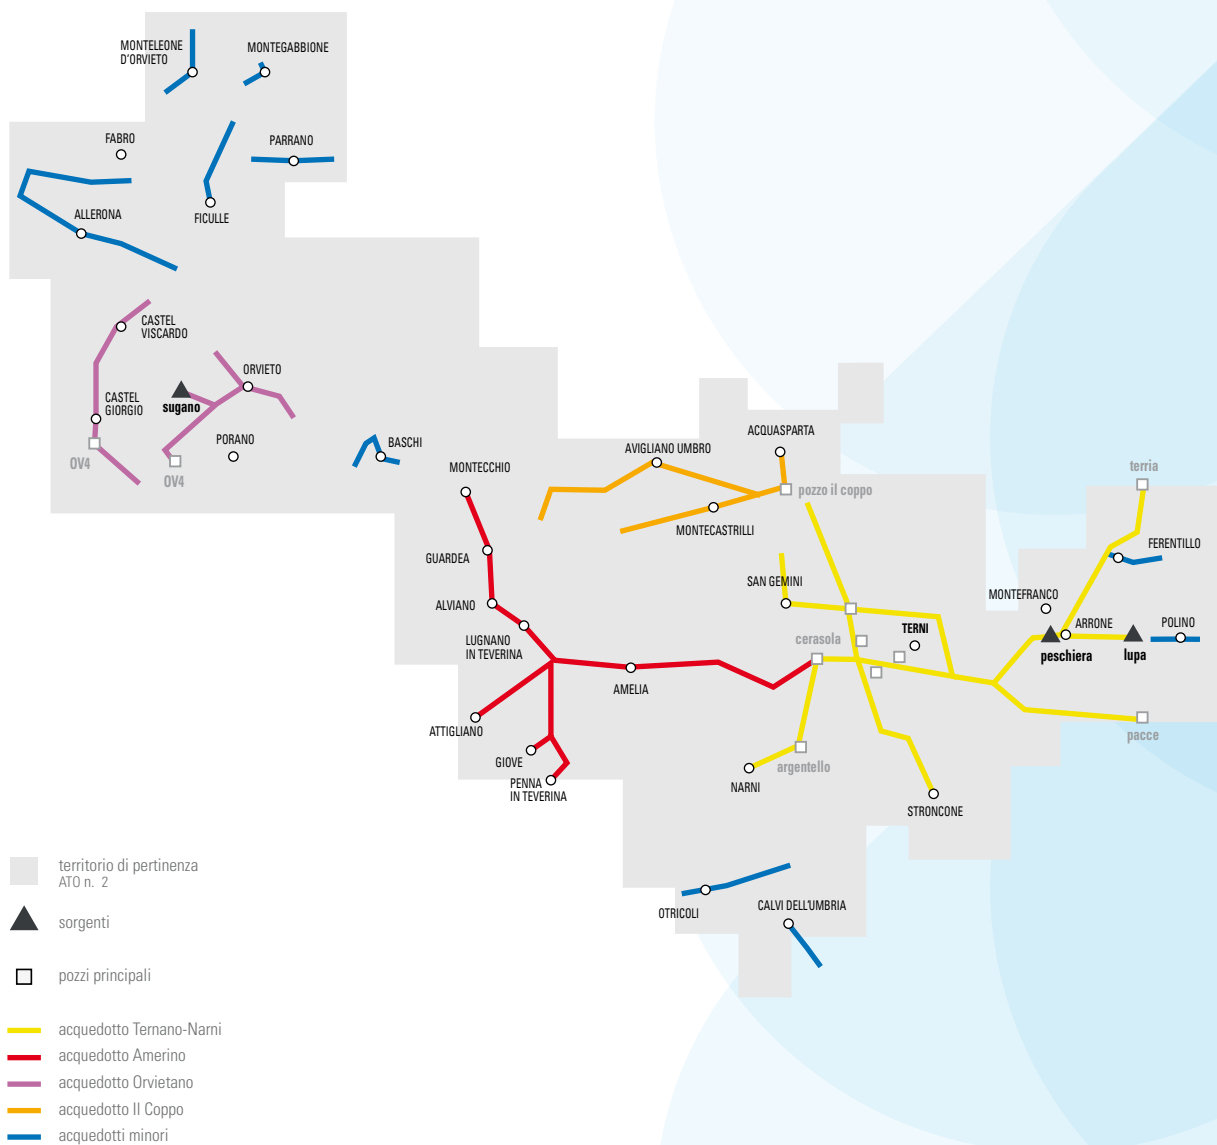 MONTELEONE
D'ORVIETO
MONTEGABBIONE
FABRO
PARRANO
ALLERONA
FICULLE
CASTEL
VISCARDO
ORVIETO
CASTEL
GIORGIO
sugano
PORANO
OV4
OV4
BASCHI
MONTECCHIO
AVIGLIANO UMBRO
ACQUASPARTA
pozzo il coppo
terria
MONTECASTRILLI
GUARDEA
FERENTILLO
SAN GEMINI
MONTEFRANCO
ALVIANO
LUGNANO
IN TEVERINA
cerasola
TERNI
ARRONE
POLINO
peschiera
lupa
AMELIA
ATTIGLIANO
pacce
GIOVE
argentello
PENNA
IN TEVERINA
NARNI
STRONCONE
OTRICOLI
CALVI DELL'UMBRIA
territorio di pertinenza
ATO n. 2
sorgenti
pozzi principali
acquedotto Ternano-Narni
acquedotto Amerino
acquedotto Orvietano
acquedotto Il Coppo
acquedotti minori